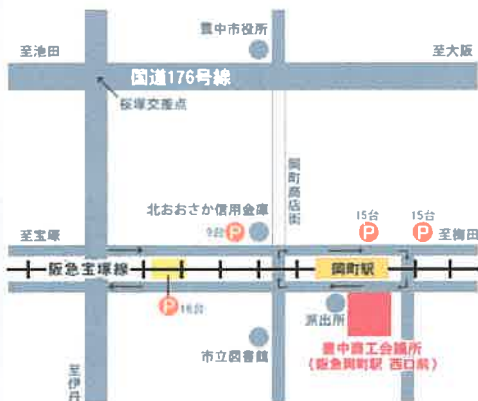 豊中市役所
至池田
至大阪
国道176号線
桜塚交差点
岡町商店街
北おおさか信用金庫
9台 P
15台
P
15台
P
至宝塚
至梅田
阪急宝塚線
岡町駅
P 16台
派出所
市立図書館
豊中商工会議所
(阪急岡町駅 西口前)
至伊丹